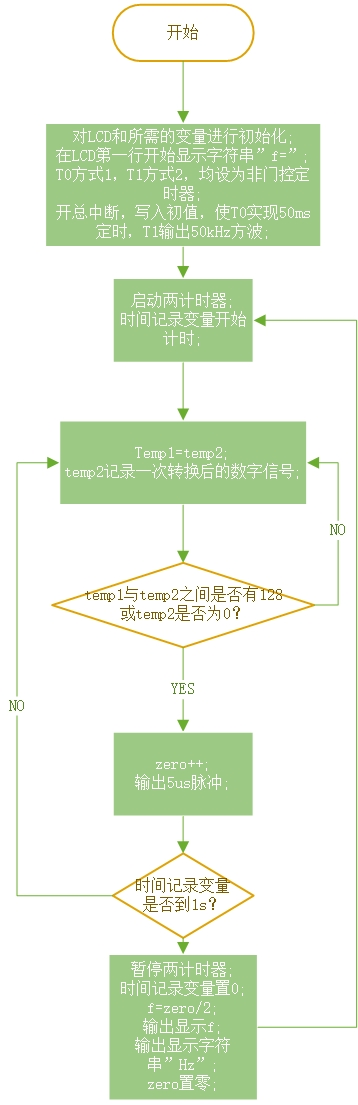 开始
对LCD和所需的变量进行初始化;
在LCD第一行开始显示字符串”f=”;
T0方式1，T1方式2，均设为非门控定
时器;
开总中断，写入初值，使T0实现50ms
定时，T1输出50kHz方波;
启动两计时器;
时间记录变量开始
计时;
Temp1=temp2;
temp2记录一次转换后的数字信号;
NO
temp1与temp2之间是否有128
或temp2是否为0?
YES
NO
zero++;
输出5us脉冲;
时间记录变量
是否到1s?
暂停两计时器;
时间记录变量置0;
f=zero/2;
输出显示f;
输出显示字符
串”Hz”;
zero置零;